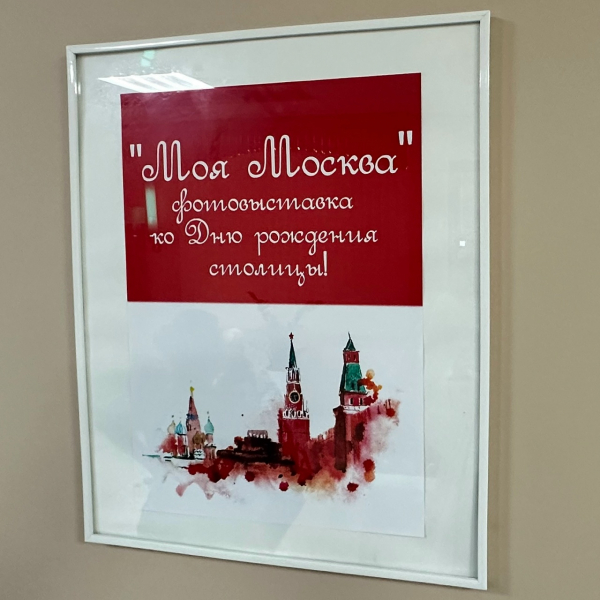 "Моя Москва"
фотовыставка
ко Дню рождения
столицы!